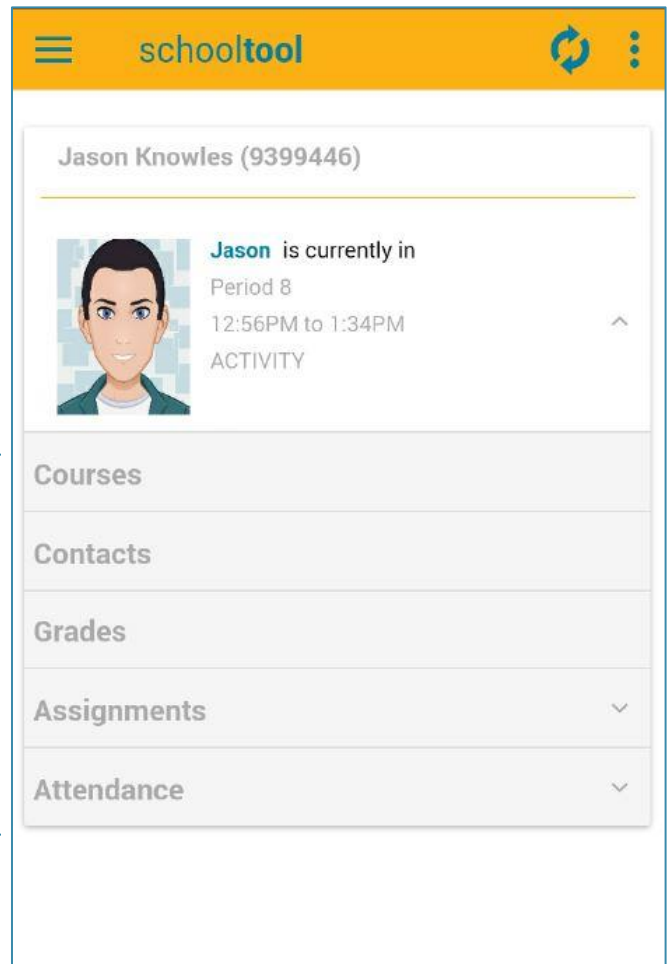 schooltool
Jason Knowles (9399446)
Jason is currently in
Period 8
12:56PM to 1:34PM
ACTIVITY
Courses
Contacts
Grades
Assignments
Attendance